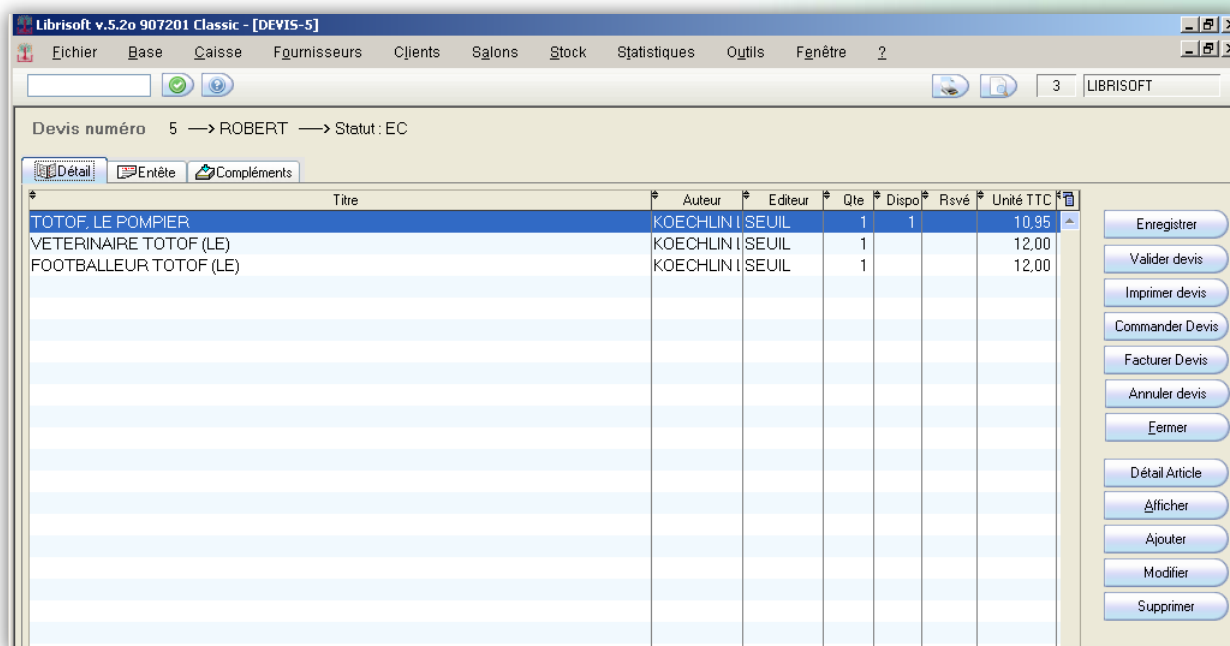 Librisoft v.5.2o 907201 Classic - [DEVIS-5]
Fichier Base Caisse Fournisseurs Clients Salons Stock Statistiques Outils Fenêtre ?
3 LIBRISOFT
Devis numéro 5 —> ROBERT —> Statut : EC
Détail Entête Compléments
Titre Auteur Editeur Qte Dispo Rsvé Unité TTC
TOTOF, LE POMPIER KOECHLIN L SEUIL 1 1 10,95
VETERINAIRE TOTOF (LE) KOECHLIN L SEUIL 1 12,00
FOOTBALLEUR TOTOF (LE) KOECHLIN L SEUIL 1 12,00
Enregistrer
Valider devis
Imprimer devis
Commander Devis
Facturer Devis
Annuler devis
Fermer
Détail Article
Afficher
Ajouter
Modifier
Supprimer